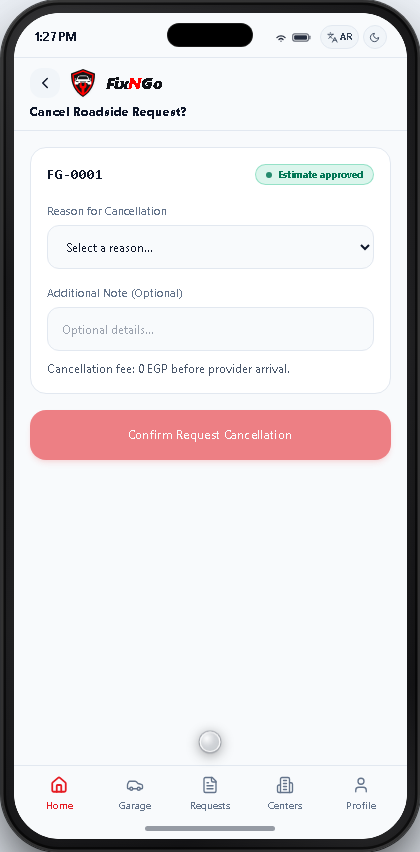 1:27 PM
AR
FixNGo
Cancel Roadside Request?
FG-0001
Estimate approved
Reason for Cancellation
Select a reason...
Additional Note (Optional)
Optional details...
Cancellation fee: 0 EGP before provider arrival.
Confirm Request Cancellation
Home Garage Requests Centers Profile